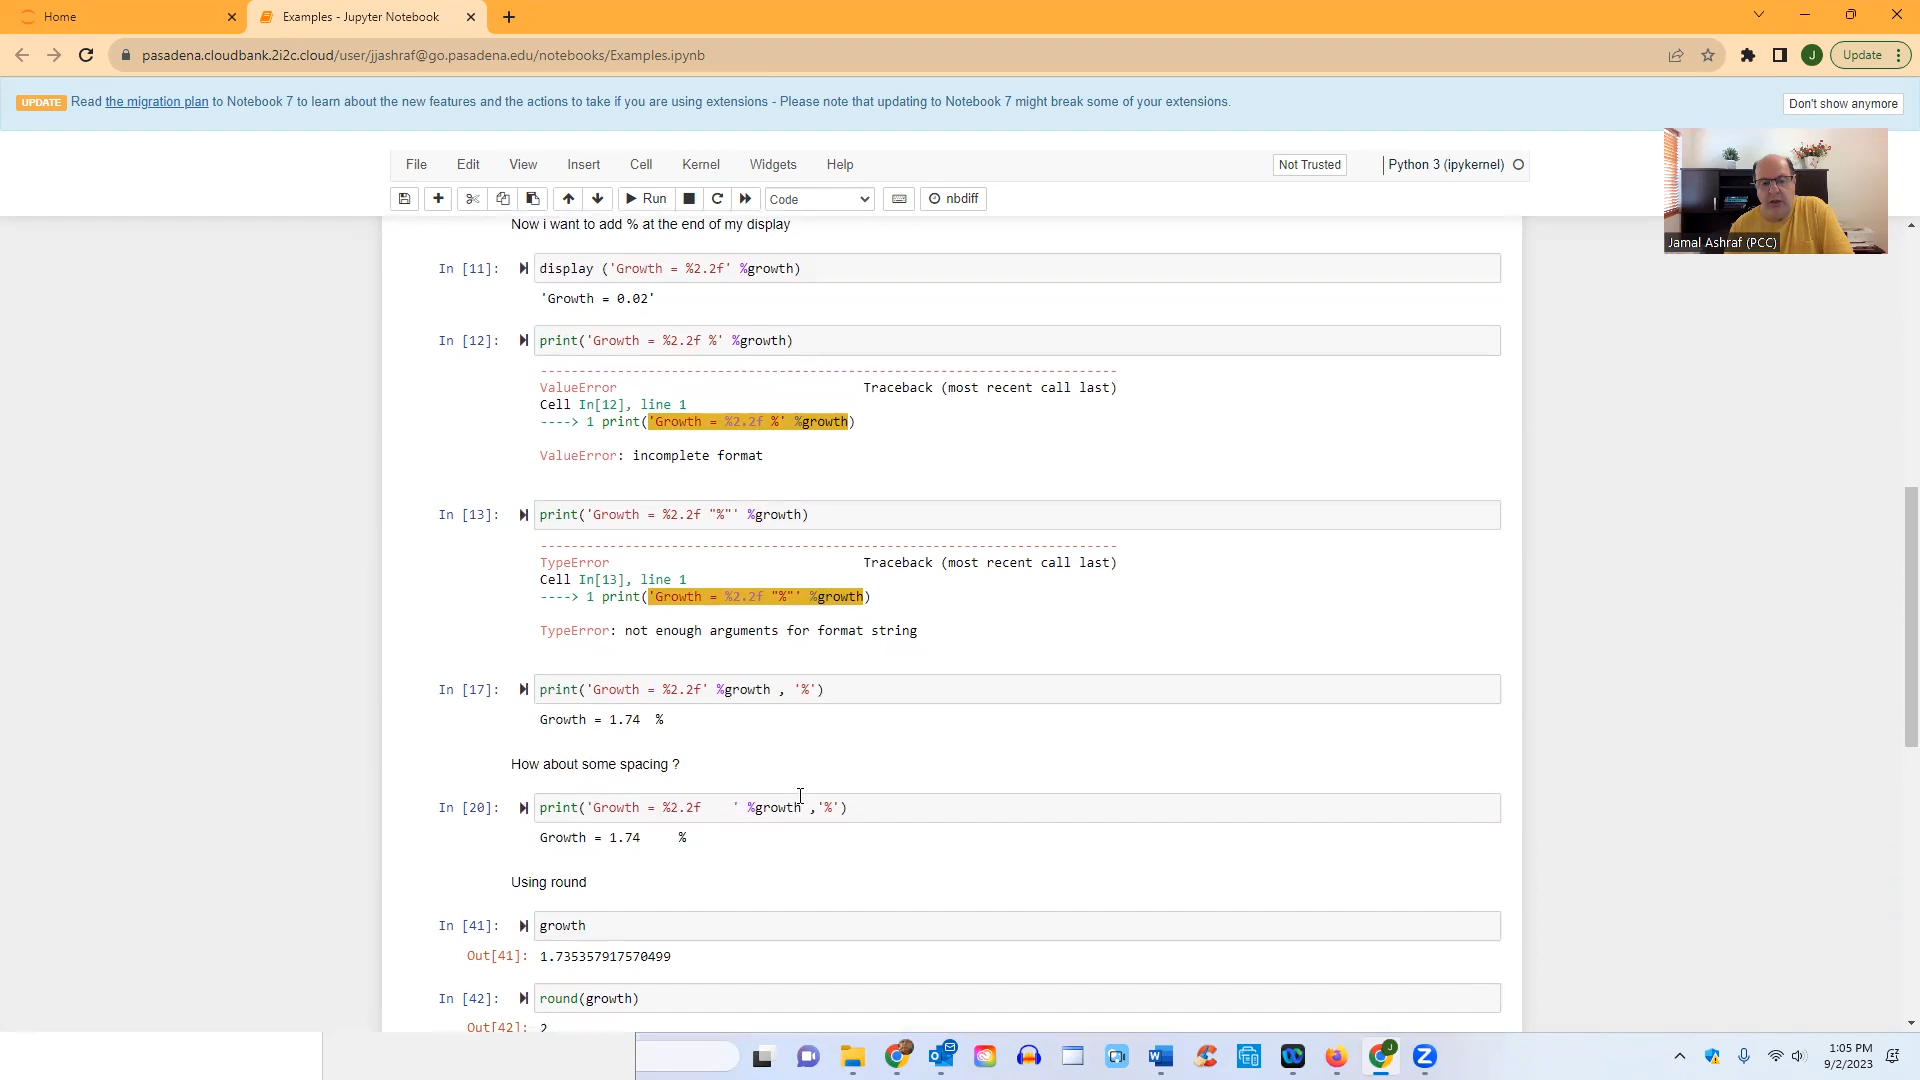 Home
Examples - Jupyter Notebook
pasadena.cloudbank.2i2c.cloud/user/jjashraf@go.pasadena.edu/notebooks/Examples.ipynb
J
Update
UPDATE Read the migration plan to Notebook 7 to learn about the new features and the actions to take if you are using extensions - Please note that updating to Notebook 7 might break some of your extensions.
Don't show anymore
File Edit View Insert Cell Kernel Widgets Help
Not Trusted
Python 3 (ipykernel)
Run
Code
nbdiff
Jamal Ashraf (PCC)
Now i want to add % at the end of my display
In [11]: display ('Growth = %2.2f' %growth)
'Growth = 0.02'
In [12]: print('Growth = %2.2f %' %growth)
---------------------------------------------------------------------------
ValueError                                Traceback (most recent call last)
Cell In[12], line 1
----> 1 print('Growth = %2.2f %' %growth)
ValueError: incomplete format
In [13]: print('Growth = %2.2f "%"' %growth)
---------------------------------------------------------------------------
TypeError                                 Traceback (most recent call last)
Cell In[13], line 1
----> 1 print('Growth = %2.2f "%"' %growth)
TypeError: not enough arguments for format string
In [17]: print('Growth = %2.2f' %growth , '%')
Growth = 1.74  %
How about some spacing ?
In [20]: print('Growth = %2.2f    ' %growth ,'%')
Growth = 1.74     %
Using round
In [41]: growth
Out[41]: 1.735357917570499
In [42]: round(growth)
Out[42]: 2
1:05 PM
9/2/2023